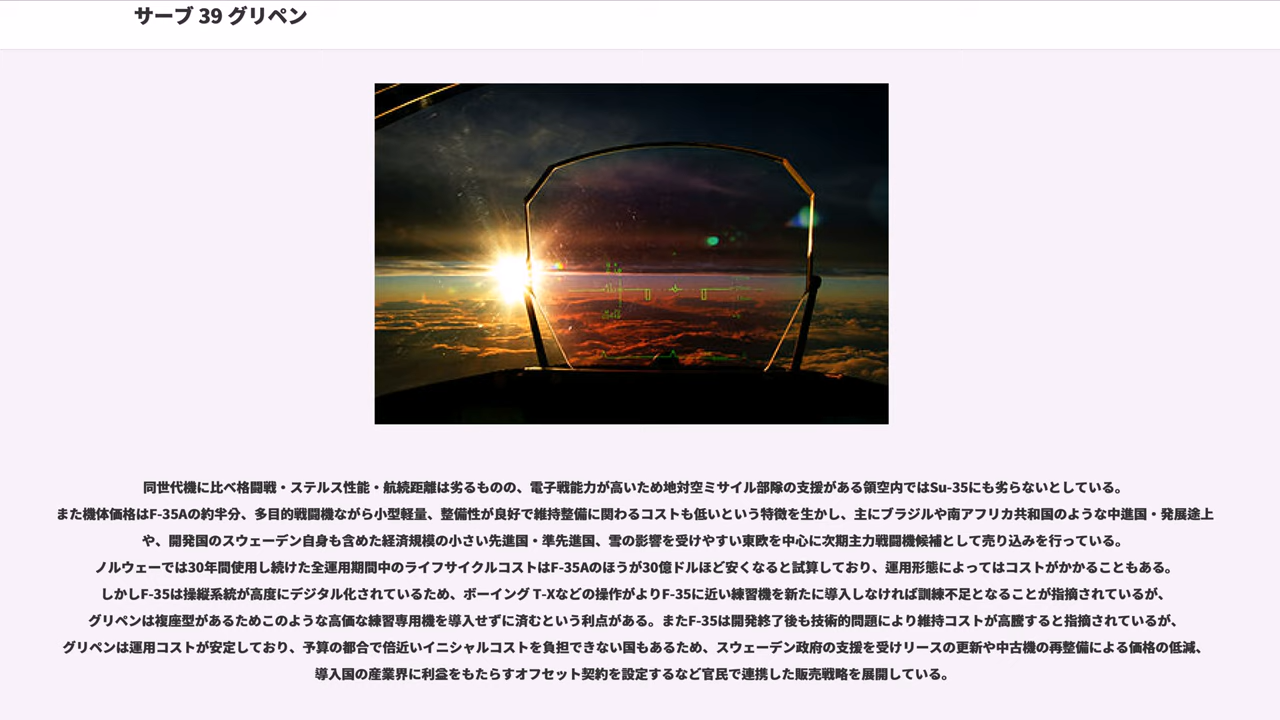 サーブ 39 グリペン
同世代機に比べ格闘戦・ステルス性能・航続距離は劣るものの、電子戦能力が高いため地対空ミサイル部隊の支援がある領空内ではSu-35にも劣らないとしている。
また機体価格はF-35Aの約半分、多目的戦闘機ながら小型軽量、整備性が良好で維持整備に関わるコストも低いという特徴を生かし、主にブラジルや南アフリカ共和国のような中進国・発展途上
や、開発国のスウェーデン自身も含めた経済規模の小さい先進国・準先進国、雪の影響を受けやすい東欧を中心に次期主力戦闘機候補として売り込みを行っている。
ノルウェーでは30年間使用し続けた全運用期間中のライフサイクルコストはF-35Aのほうが30億ドルほど安くなると試算しており、運用形態によってはコストがかかることもある。
しかしF-35は操縦系統が高度にデジタル化されているため、ボーイング T-Xなどの操作がよりF-35に近い練習機を新たに導入しなければ訓練不足となることが指摘されているが、
グリペンは複座型があるためこのような高価な練習専用機を導入せずに済むという利点がある。またF-35は開発終了後も技術的問題により維持コストが高騰すると指摘されているが、
グリペンは運用コストが安定しており、予算の都合で倍近いイニシャルコストを負担できない国もあるため、スウェーデン政府の支援を受けリースの更新や中古機の再整備による価格の低減、
導入国の産業界に利益をもたらすオフセット契約を設定するなど官民で連携した販売戦略を展開している。